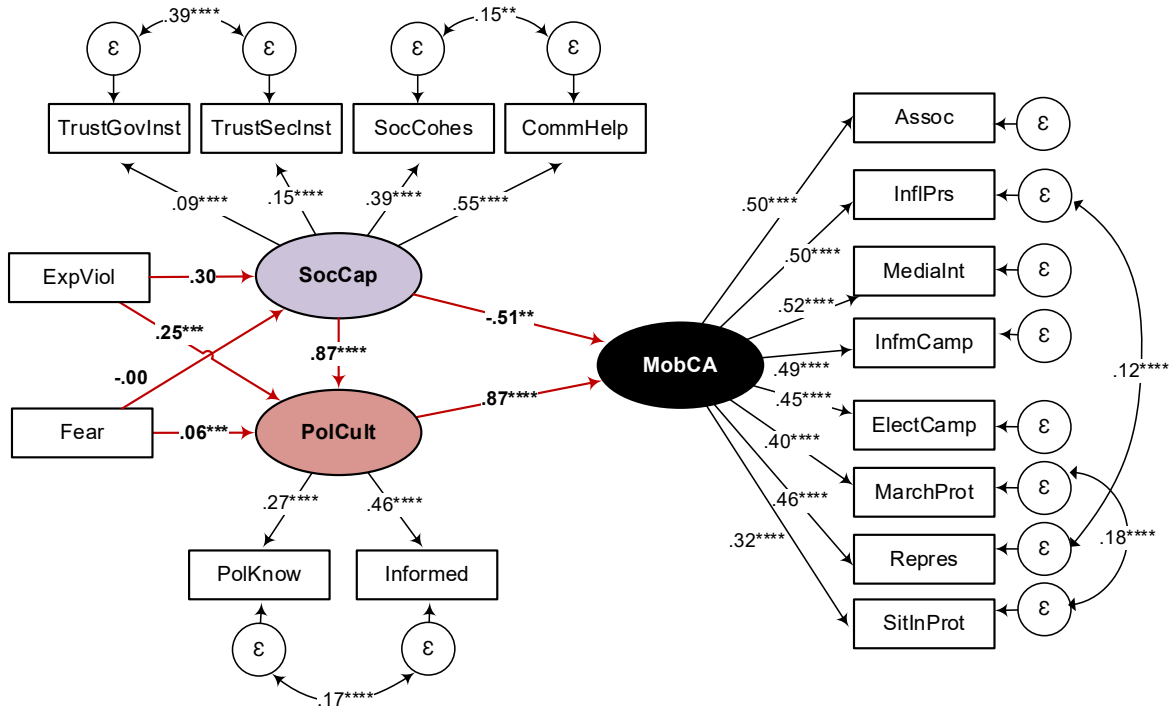 .39****
.15**
ε
ε
ε
ε
TrustGovInst
TrustSecInst
SocCohes
CommHelp
Assoc
ε
.09****
.15****
.39****
.55****
InflPrs
ε
.50****
.50****
ExpViol
.30
SocCap
MediaInt
ε
.52****
-.51**
.25***
.87****
InfmCamp
ε
MobCA
.49****
.12****
-.00
.45****
.87****
Fear
.06***
PolCult
ElectCamp
ε
.40****
.27****
.46****
MarchProt
ε
.46****
.32****
.18****
PolKnow
Informed
Repres
ε
SitInProt
ε
ε
ε
.17****